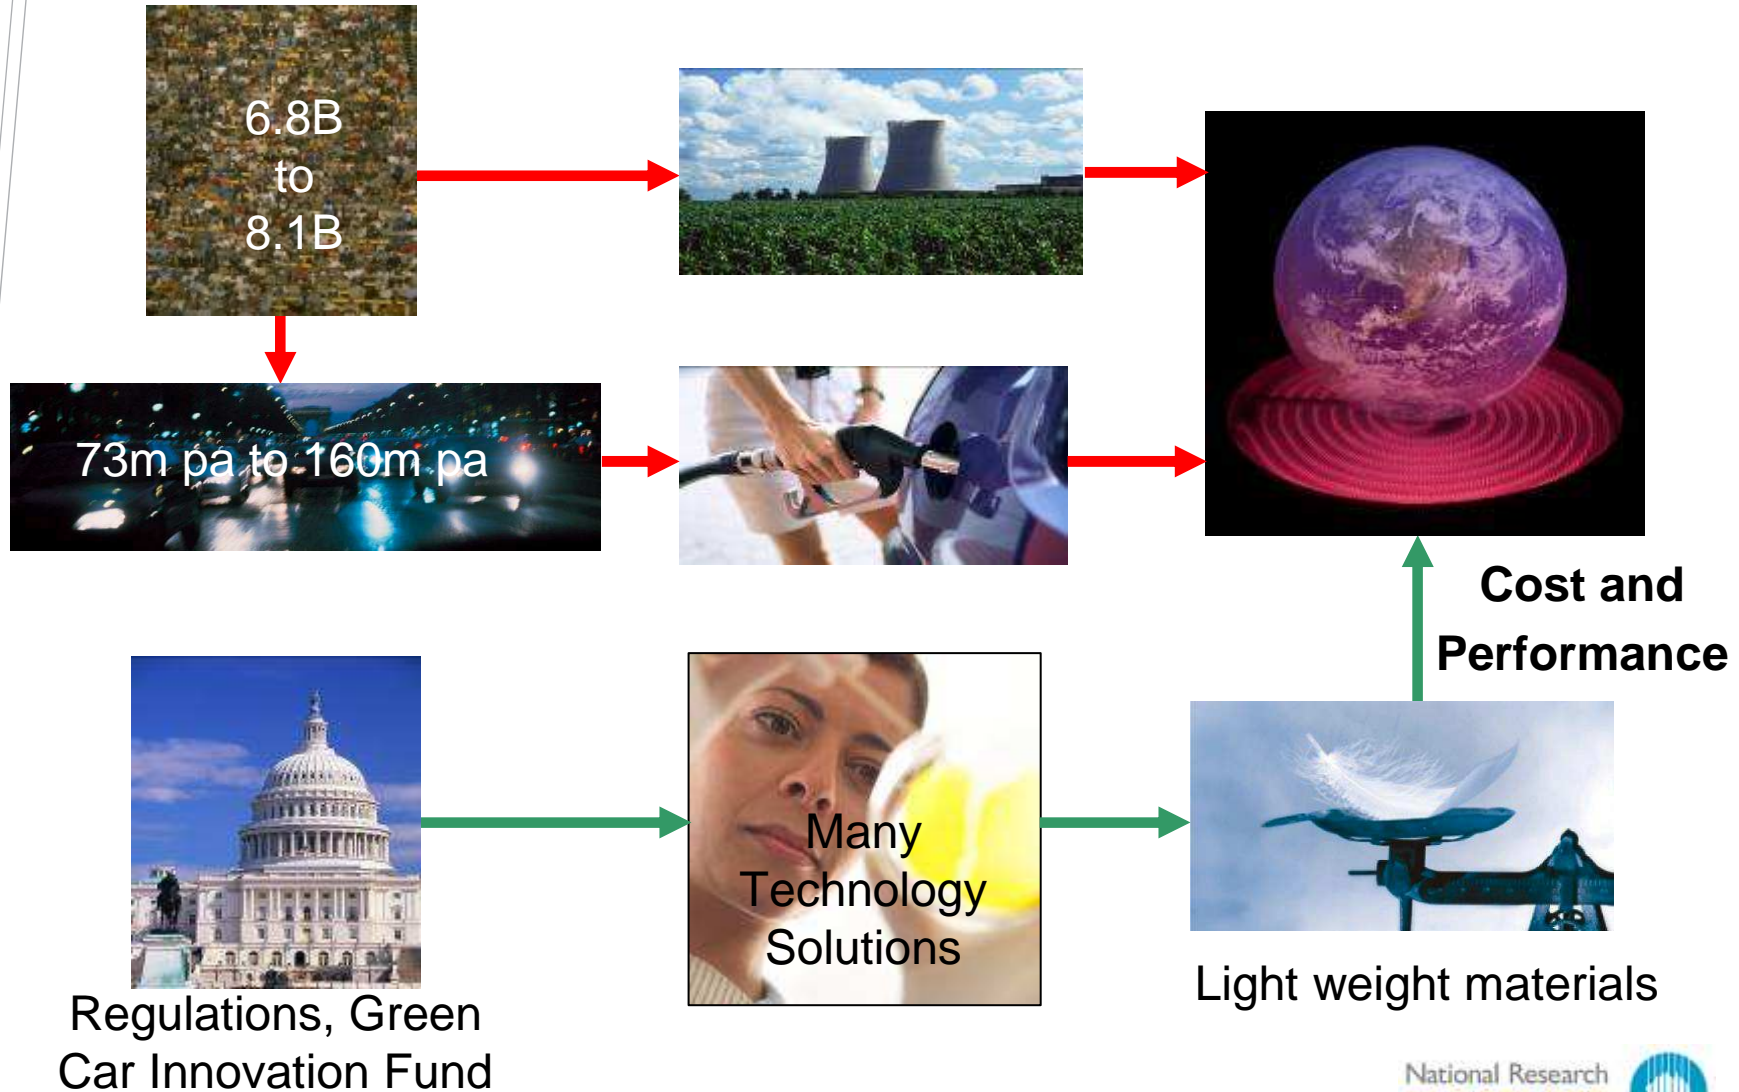 6.8B
to
8.1B
73m pa to 160m pa
Cost and
Performance
Many
Technology
Solutions
Light weight materials
Regulations, Green
Car Innovation Fund
National Research